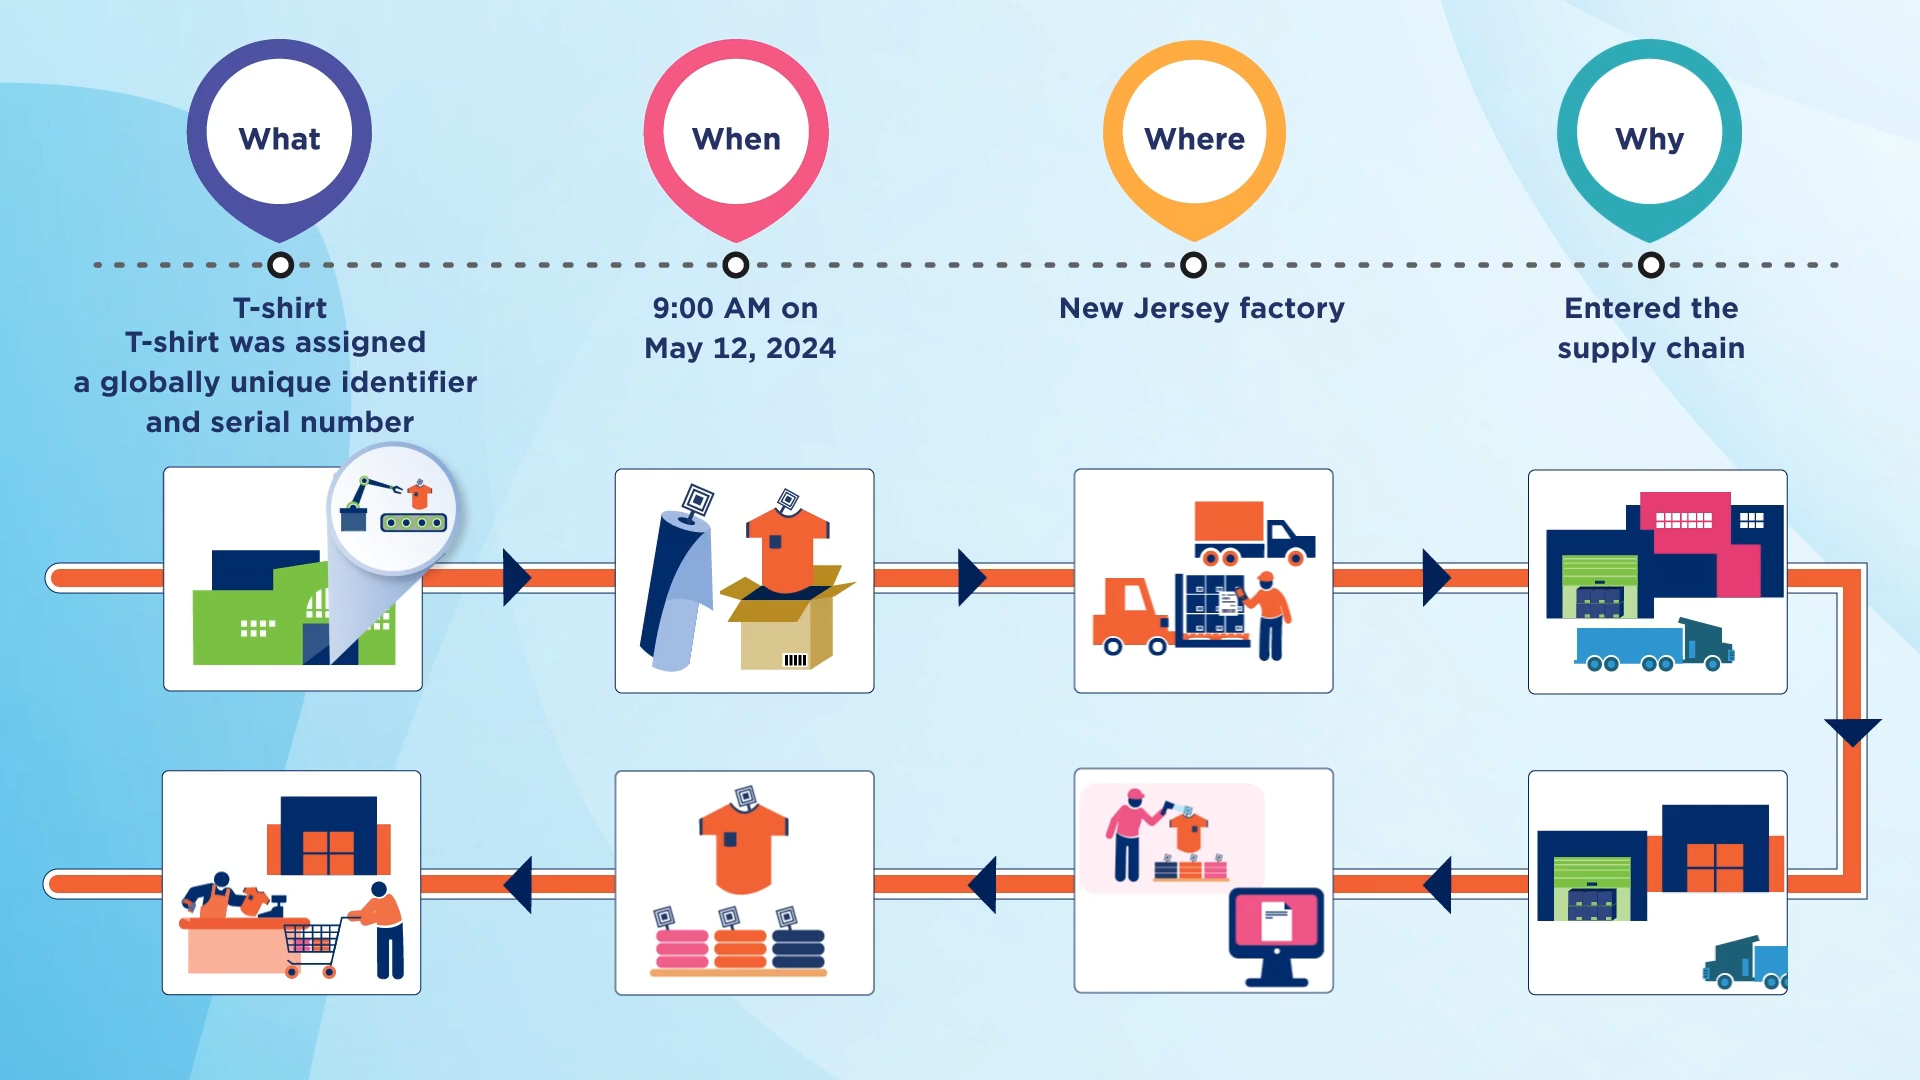 What
When
Where
Why
T-shirt
T-shirt was assigned
a globally unique identifier
and serial number
9:00 AM on
May 12, 2024
New Jersey factory
Entered the
supply chain